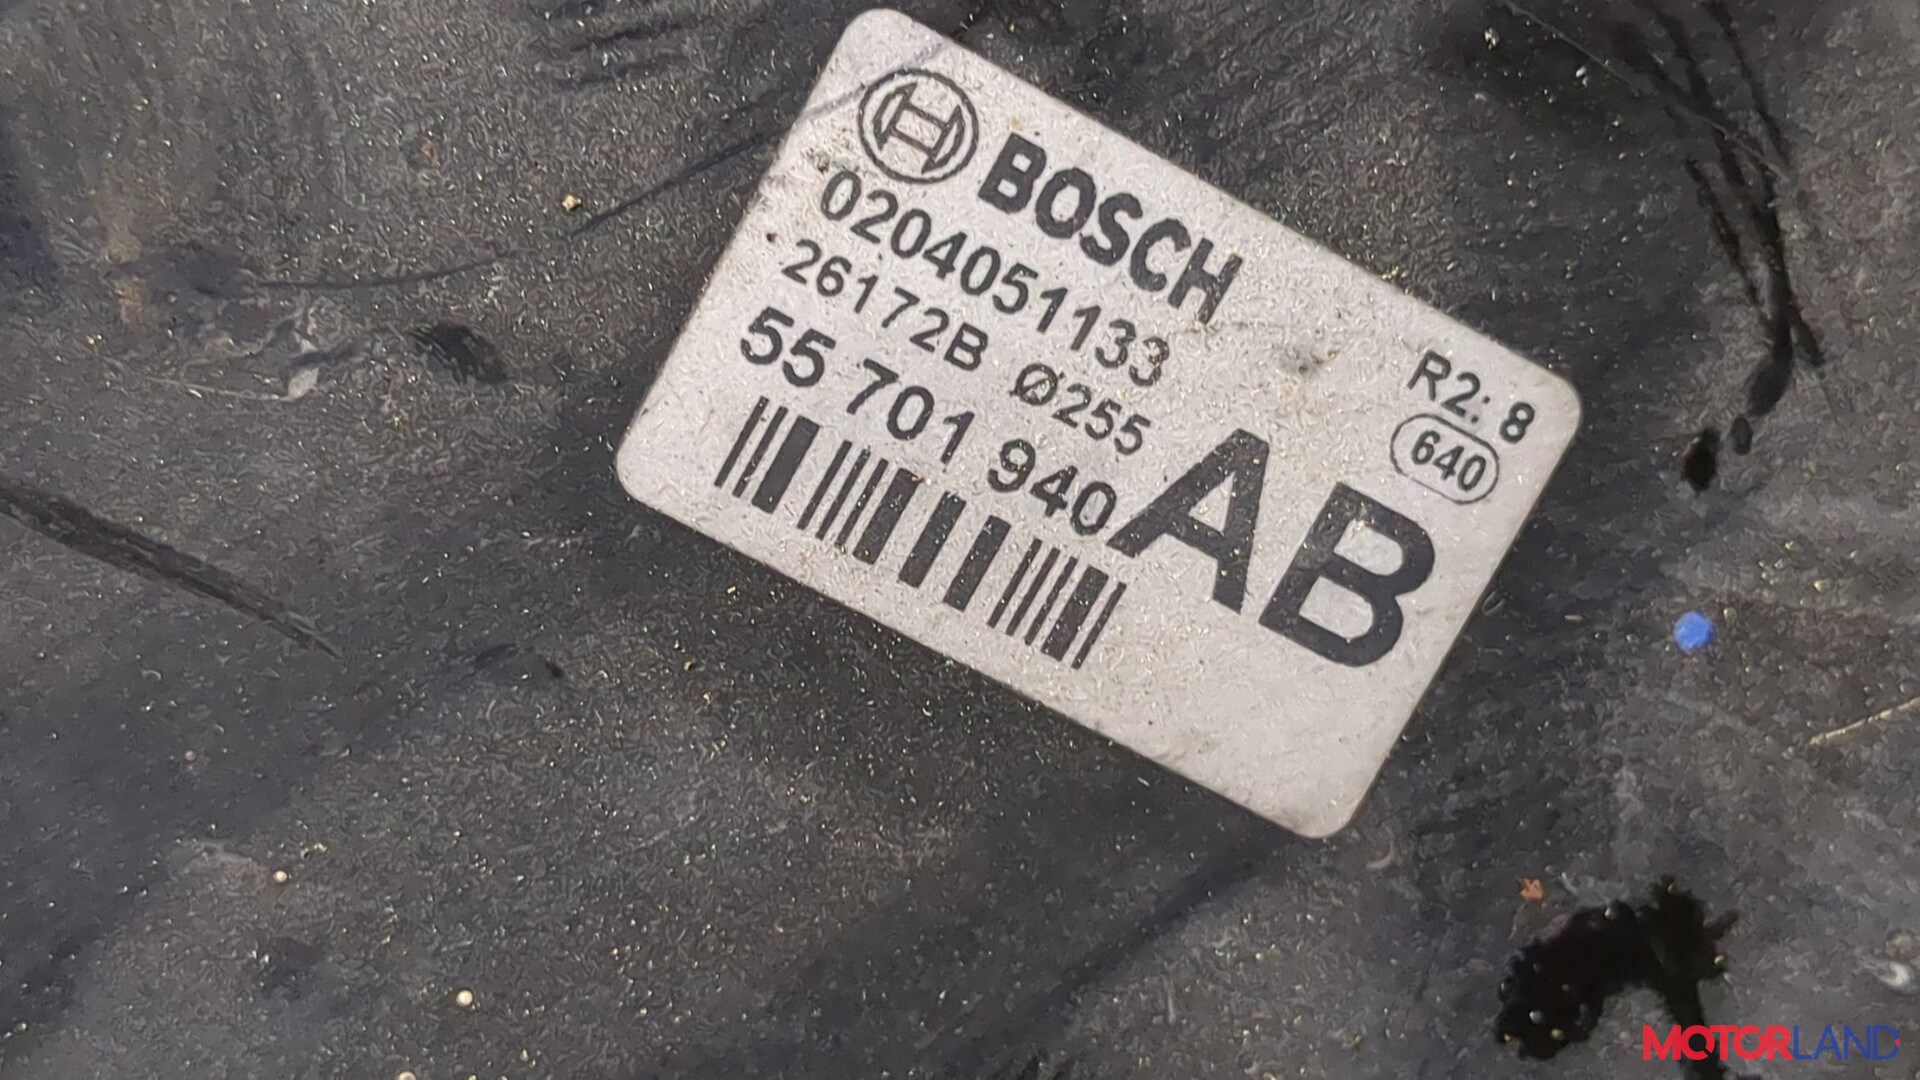 BOSCH
0204051133
26172B Ø255
55 701 940
AB
R2: 8
640
MOTORLAND